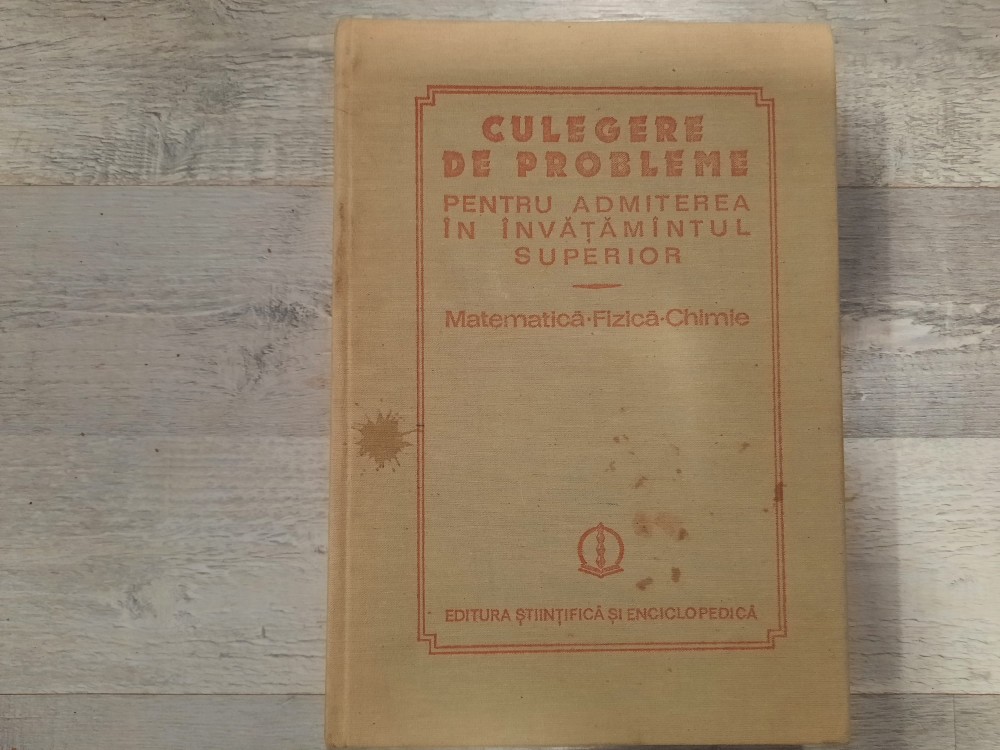 CULEGERE
DE PROBLEME
PENTRU ADMITEREA
ÎN ÎNVĂȚĂMÎNTUL
SUPERIOR
Matematică·Fizică·Chimie
EDITURA ȘTIINȚIFICĂ ȘI ENCICLOPEDICĂ